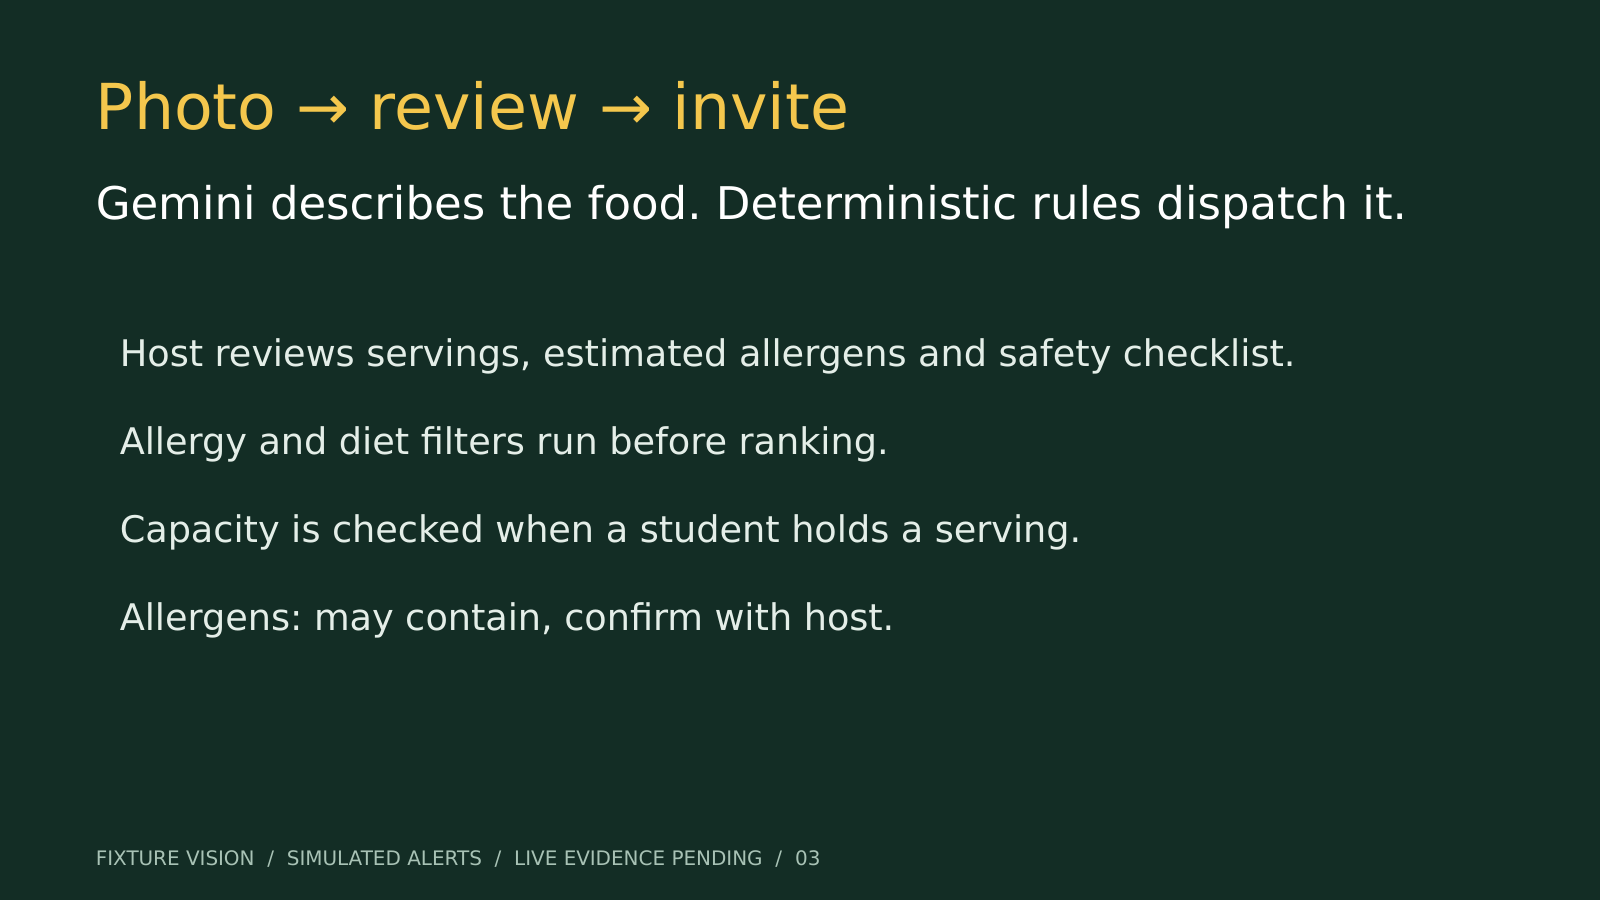 Photo → review → invite
Gemini describes the food. Deterministic rules dispatch it.
Host reviews servings, estimated allergens and safety checklist.
Allergy and diet filters run before ranking.
Capacity is checked when a student holds a serving.
Allergens: may contain, confirm with host.
FIXTURE VISION / SIMULATED ALERTS / LIVE EVIDENCE PENDING / 03